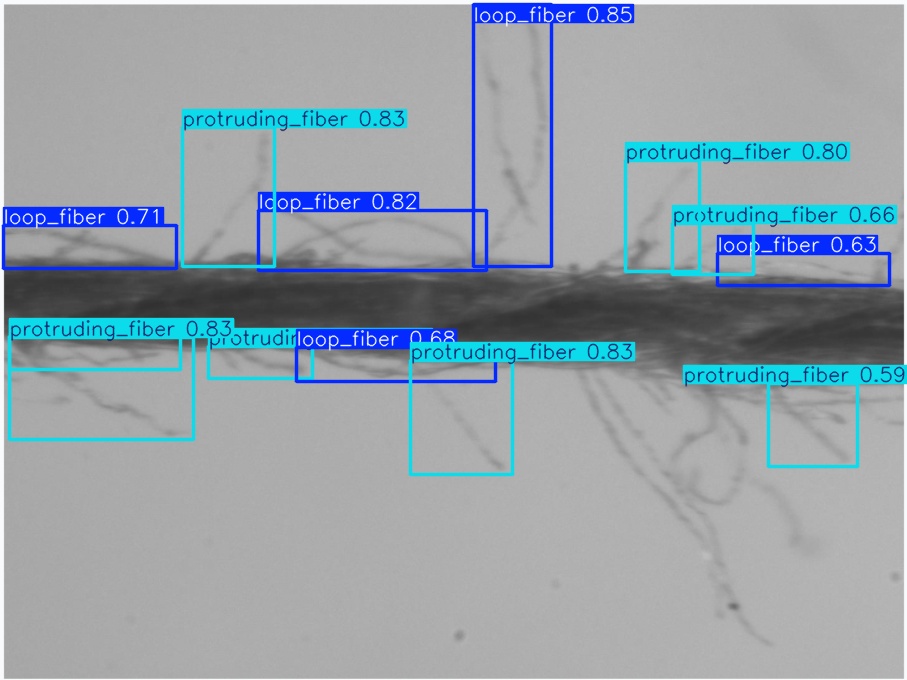 loop_fiber 0.85
protruding_fiber 0.83
protruding_fiber 0.80
loop_fiber 0.82
loop_fiber 0.71
protruding_fiber 0.66
loop_fiber 0.63
protruding_fiber 0.83
loop_fiber 0.68
protruding_fiber 0.83
protruding_fiber 0.59